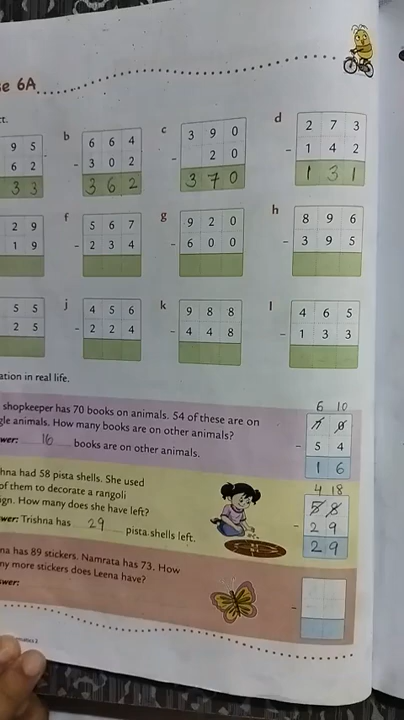 e 6A
ct.
9 5
6 2
3 3
b
6 6 4
- 3 0 2
3 6 2
c
3 9 0
- 2 0
3 7 0
d
2 7 3
- 1 4 2
1 3 1
2 9
1 9
f
5 6 7
- 2 3 4
g
9 2 0
- 6 0 0
h
8 9 6
- 3 9 5
5 5
2 5
j
4 5 6
- 2 2 4
k
9 8 8
- 4 4 8
l
4 6 5
- 1 3 3
ation in real life.
shopkeeper has 70 books on animals. 54 of these are on
gle animals. How many books are on other animals?
wer: 16 books are on other animals.
6 10
7 0
- 5 4
1 6
hna had 58 pista shells. She used
of them to decorate a rangoli
ign. How many does she have left?
wer: Trishna has 29 pista shells left.
4 18
5 8
- 2 9
2 9
na has 89 stickers. Namrata has 73. How
ny more stickers does Leena have?
swer:
-